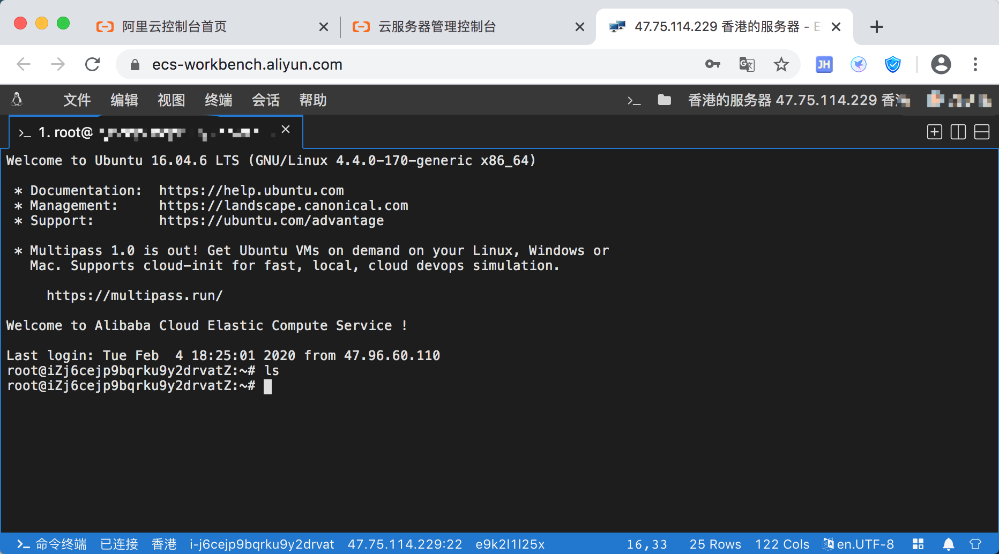 阿里云控制台首页
云服务器管理控制台
47.75.114.229 香港的服务器 - E
ecs-workbench.aliyun.com
JH
文件 编辑 视图 终端 会话 帮助
香港的服务器 47.75.114.229 香
1. root@
Welcome to Ubuntu 16.04.6 LTS (GNU/Linux 4.4.0-170-generic x86_64)
* Documentation:  https://help.ubuntu.com
* Management:     https://landscape.canonical.com
* Support:        https://ubuntu.com/advantage
* Multipass 1.0 is out! Get Ubuntu VMs on demand on your Linux, Windows or
Mac. Supports cloud-init for fast, local, cloud devops simulation.
https://multipass.run/
Welcome to Alibaba Cloud Elastic Compute Service !
Last login: Tue Feb  4 18:25:01 2020 from 47.96.60.110
root@iZj6cejp9bqrku9y2drvatZ:~# ls
root@iZj6cejp9bqrku9y2drvatZ:~#
命令终端 已连接 香港 i-j6cejp9bqrku9y2drvat 47.75.114.229:22 e9k2l1l25x 16,33 25 Rows 122 Cols en.UTF-8